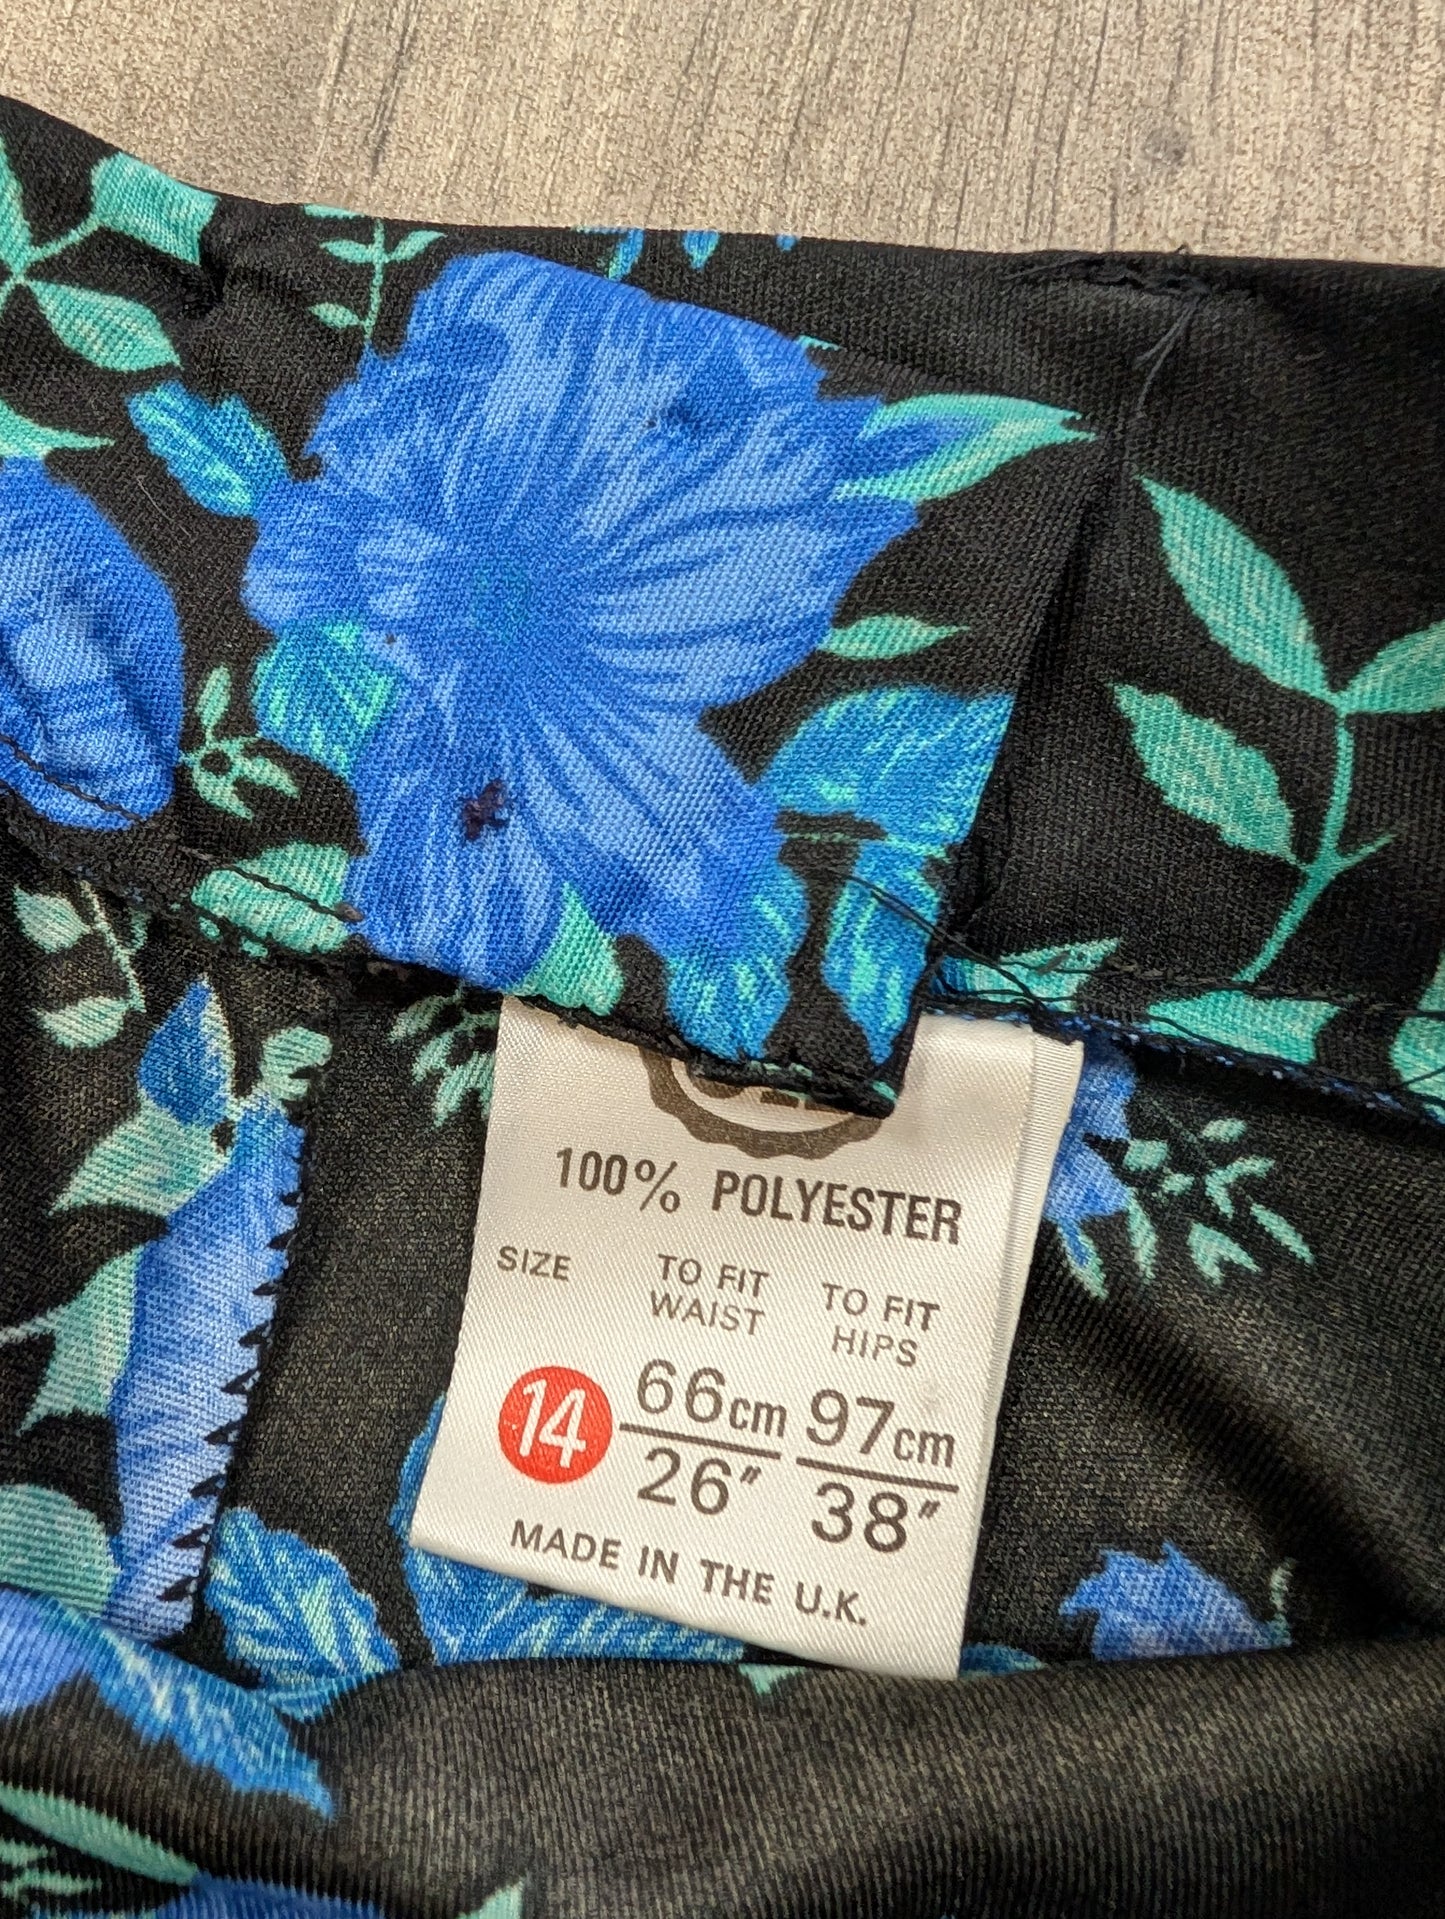 100% POLYESTER
SIZE TO FIT WAIST TO FIT HIPS
14 66cm 97cm
26" 38"
MADE IN THE U.K.